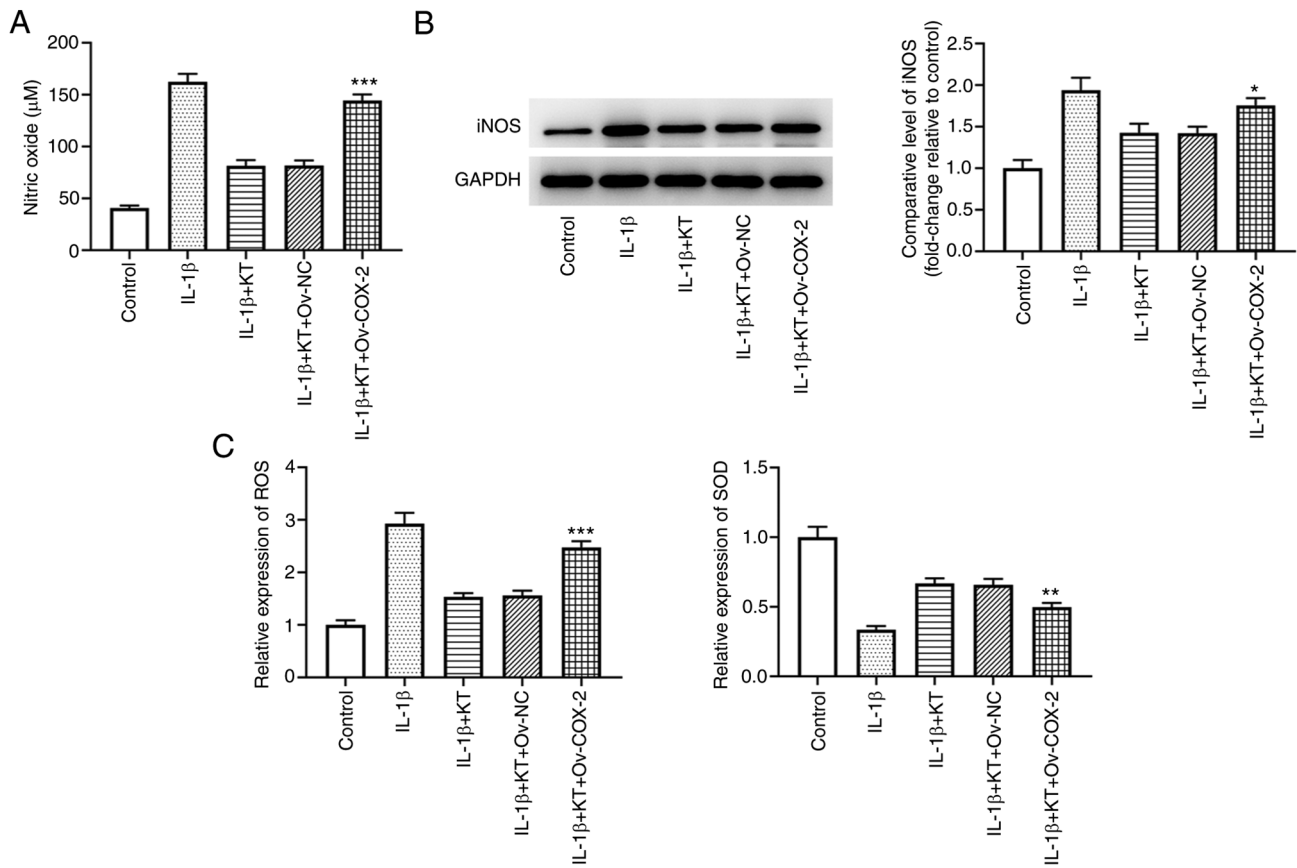 A
Nitric oxide (μM)
200
150
100
50
0
***
Control
IL-1β
IL-1β+KT
IL-1β+KT+Ov-NC
IL-1β+KT+Ov-COX-2
B
iNOS
GAPDH
Control
IL-1β
IL-1β+KT
IL-1β+KT+Ov-NC
IL-1β+KT+Ov-COX-2
Comparative level of iNOS
(fold-change relative to control)
2.5
2.0
1.5
1.0
0.5
0.0
*
Control
IL-1β
IL-1β+KT
IL-1β+KT+Ov-NC
IL-1β+KT+Ov-COX-2
C
Relative expression of ROS
4
3
2
1
0
***
Control
IL-1β
IL-1β+KT
IL-1β+KT+Ov-NC
IL-1β+KT+Ov-COX-2
Relative expression of SOD
1.5
1.0
0.5
0.0
**
Control
IL-1β
IL-1β+KT
IL-1β+KT+Ov-NC
IL-1β+KT+Ov-COX-2